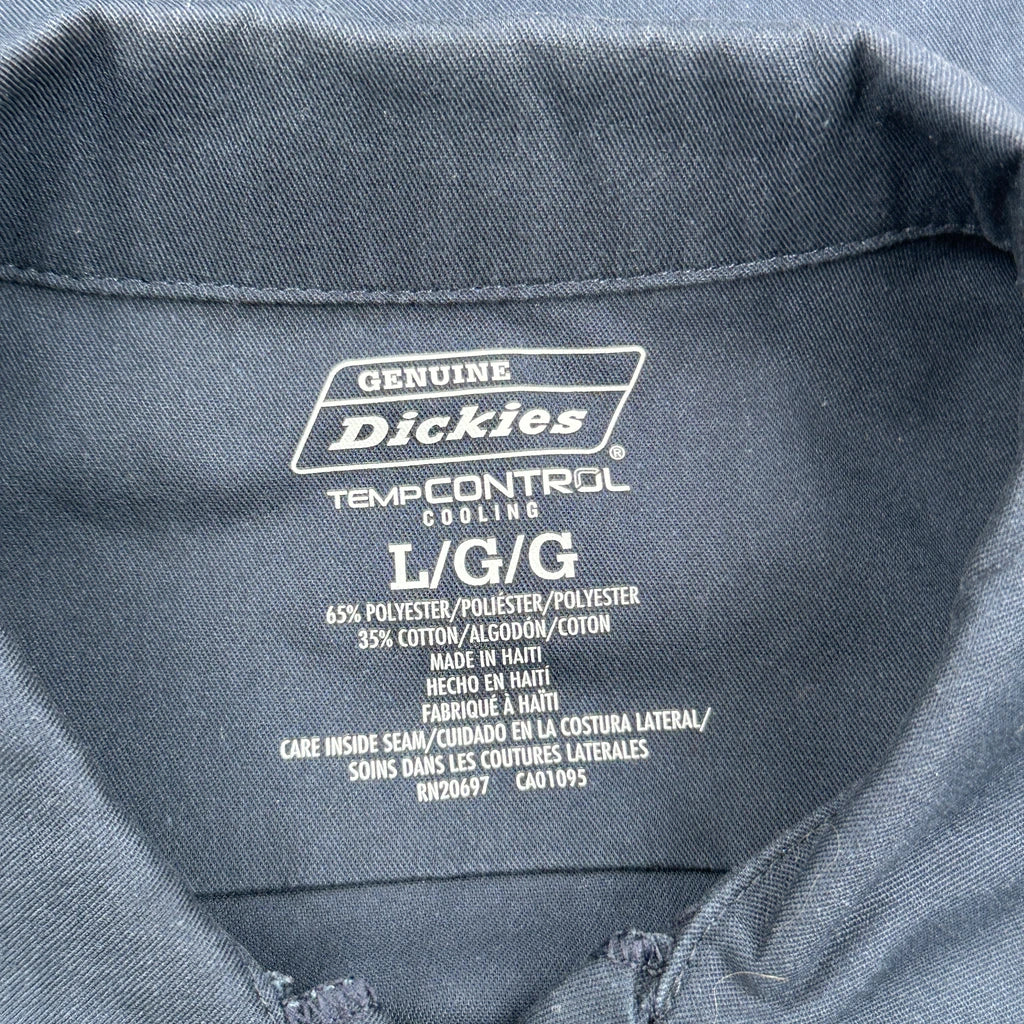 GENUINE
Dickies®
TEMPCONTROL
COOLING
L/G/G
65% POLYESTER/POLIÉSTER/POLYESTER
35% COTTON/ALGODÓN/COTON
MADE IN HAITI
HECHO EN HAITÍ
FABRIQUÉ À HAÏTI
CARE INSIDE SEAM/CUIDADO EN LA COSTURA LATERAL/
SOINS DANS LES COUTURES LATERALES
RN20697 CA01095